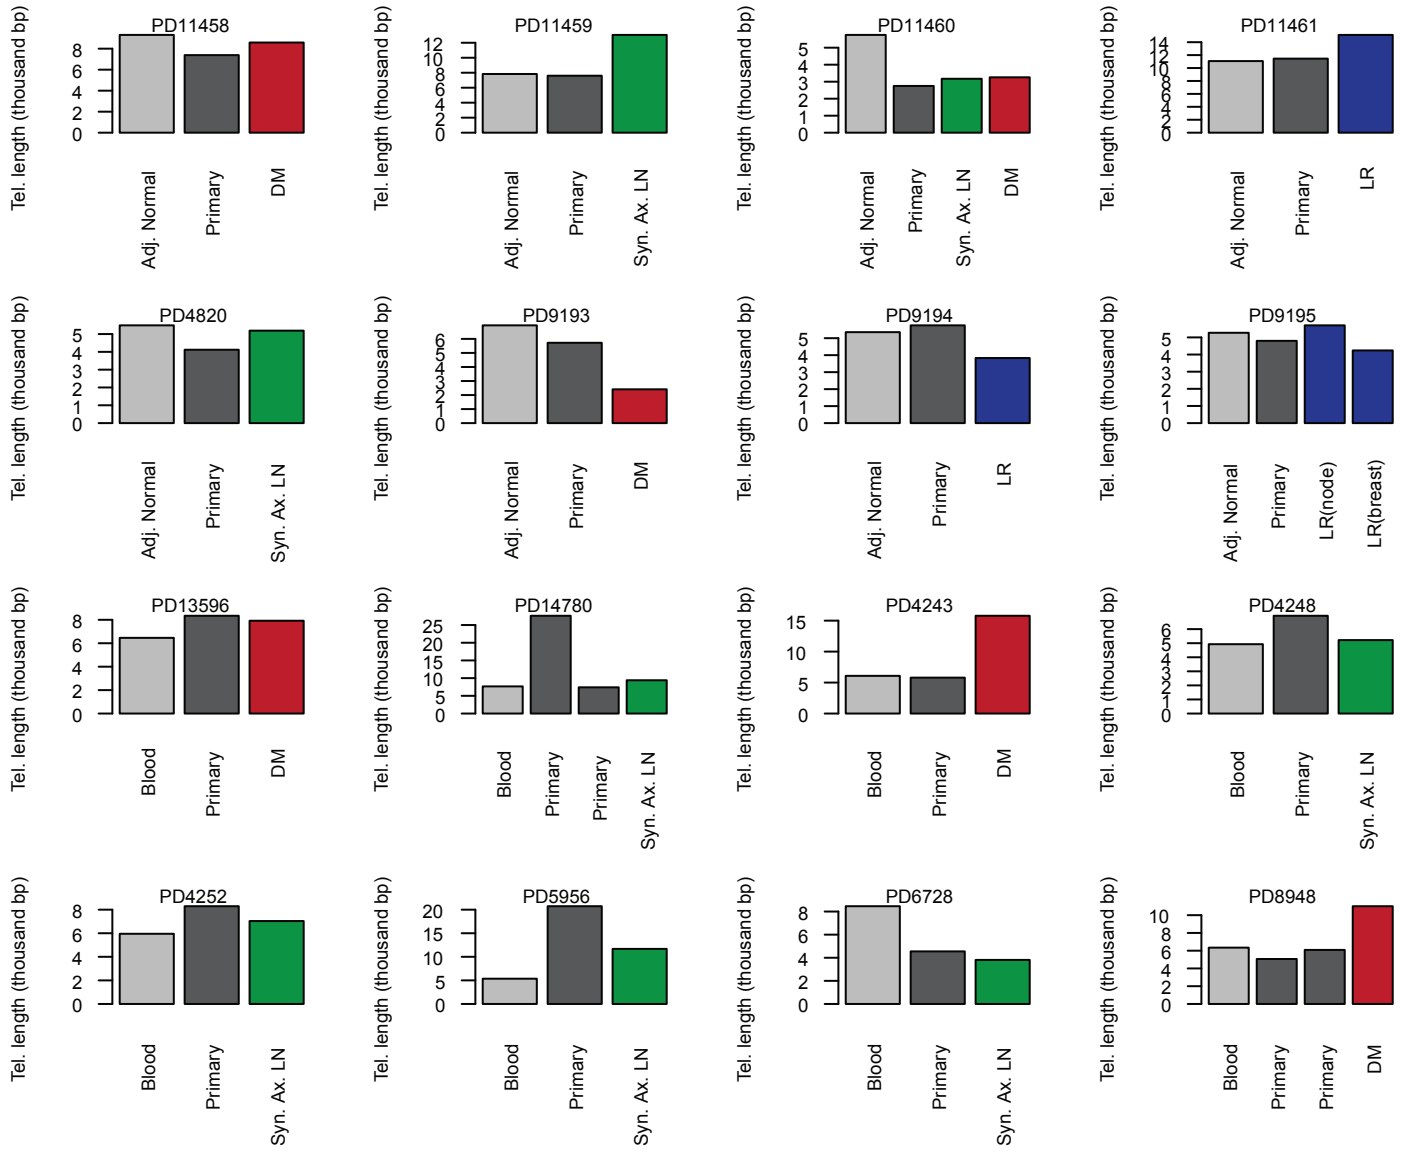 PD11458
Tel. length (thousand bp)
8
6
4
2
0
Adj. Normal
Primary
DM
PD11459
Tel. length (thousand bp)
12
10
8
6
4
2
0
Adj. Normal
Primary
Syn. Ax. LN
PD11460
Tel. length (thousand bp)
5
4
3
2
1
0
Adj. Normal
Primary
Syn. Ax. LN
DM
PD11461
Tel. length (thousand bp)
14
12
10
8
6
4
2
0
Adj. Normal
Primary
LR
PD4820
Tel. length (thousand bp)
5
4
3
2
1
0
Adj. Normal
Primary
Syn. Ax. LN
PD9193
Tel. length (thousand bp)
6
5
4
3
2
1
0
Adj. Normal
Primary
DM
PD9194
Tel. length (thousand bp)
5
4
3
2
1
0
Adj. Normal
Primary
LR
PD9195
Tel. length (thousand bp)
5
4
3
2
1
0
Adj. Normal
Primary
LR(node)
LR(breast)
PD13596
Tel. length (thousand bp)
8
6
4
2
0
Blood
Primary
DM
PD14780
Tel. length (thousand bp)
25
20
15
10
5
0
Blood
Primary
Primary
Syn. Ax. LN
PD4243
Tel. length (thousand bp)
15
10
5
0
Blood
Primary
DM
PD4248
Tel. length (thousand bp)
6
5
4
3
2
1
0
Blood
Primary
Syn. Ax. LN
PD4252
Tel. length (thousand bp)
8
6
4
2
0
Blood
Primary
Syn. Ax. LN
PD5956
Tel. length (thousand bp)
20
15
10
5
0
Blood
Primary
Syn. Ax. LN
PD6728
Tel. length (thousand bp)
8
6
4
2
0
Blood
Primary
Syn. Ax. LN
PD8948
Tel. length (thousand bp)
10
8
6
4
2
0
Blood
Primary
Primary
DM